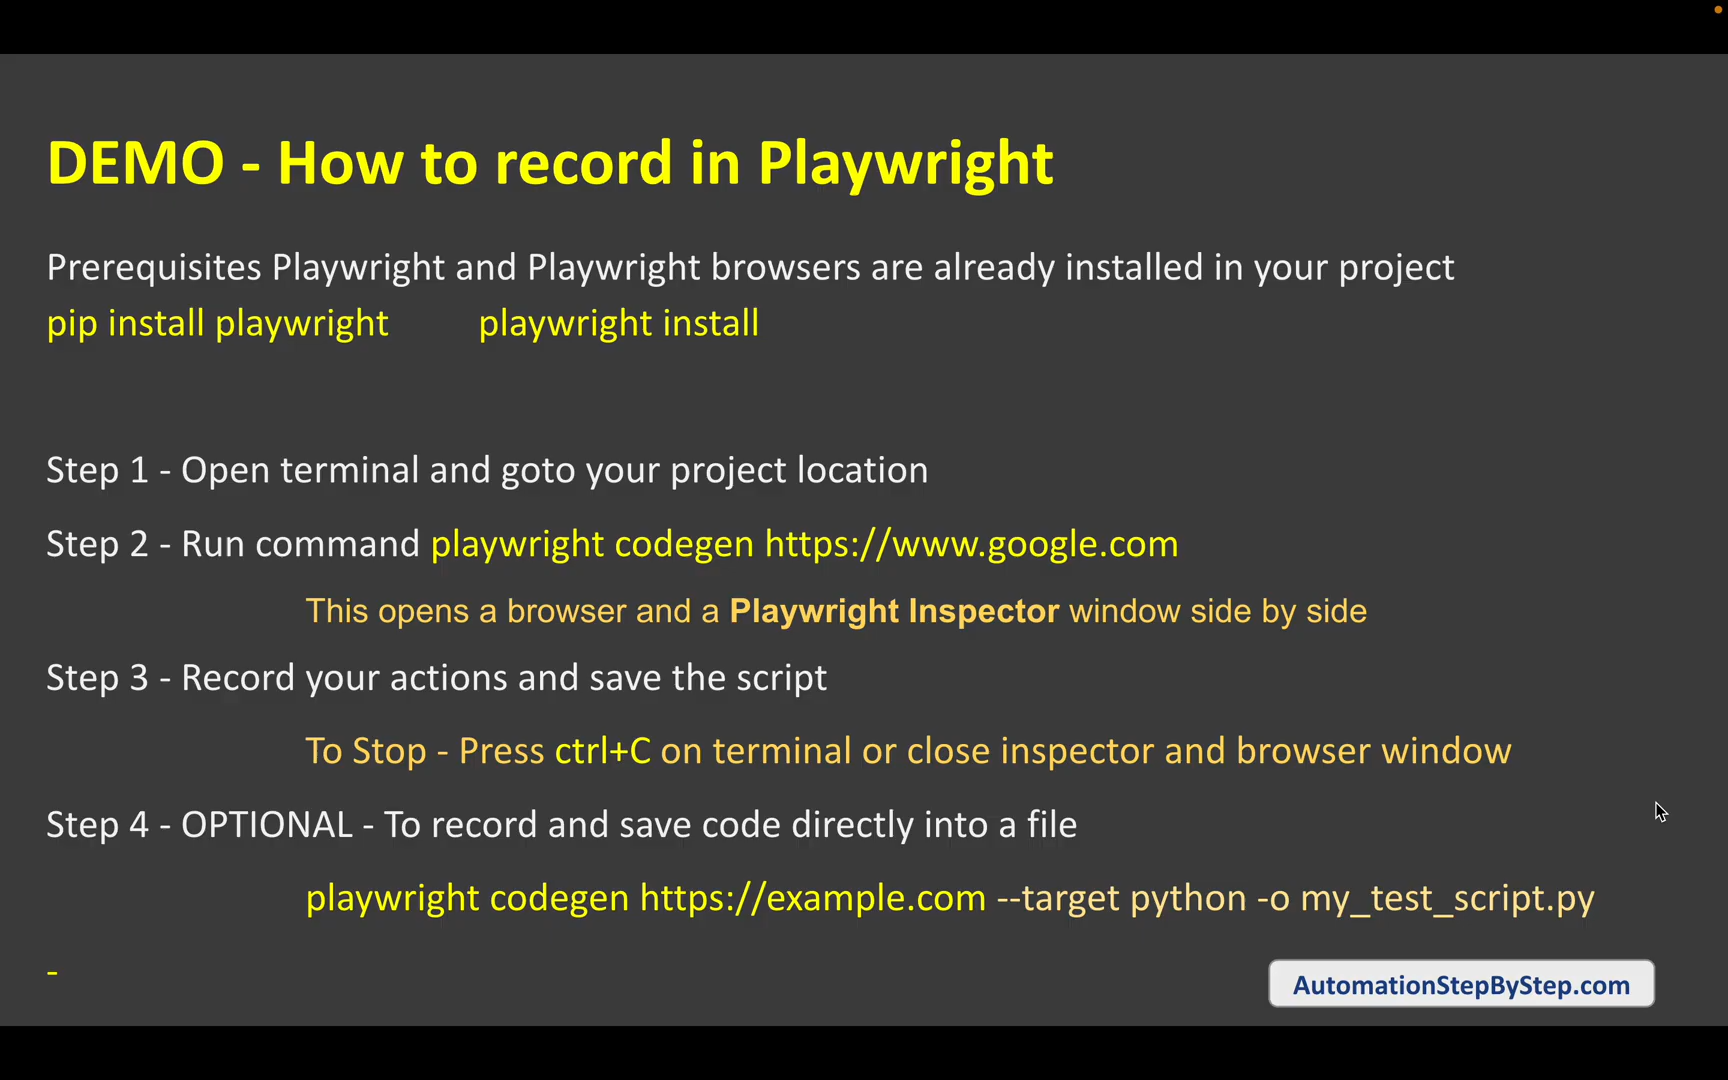 DEMO - How to record in Playwright
Prerequisites Playwright and Playwright browsers are already installed in your project
pip install playwright playwright install
Step 1 - Open terminal and goto your project location
Step 2 - Run command playwright codegen https://www.google.com
This opens a browser and a Playwright Inspector window side by side
Step 3 - Record your actions and save the script
To Stop - Press ctrl+C on terminal or close inspector and browser window
Step 4 - OPTIONAL - To record and save code directly into a file
playwright codegen https://example.com --target python -o my_test_script.py
-
AutomationStepByStep.com